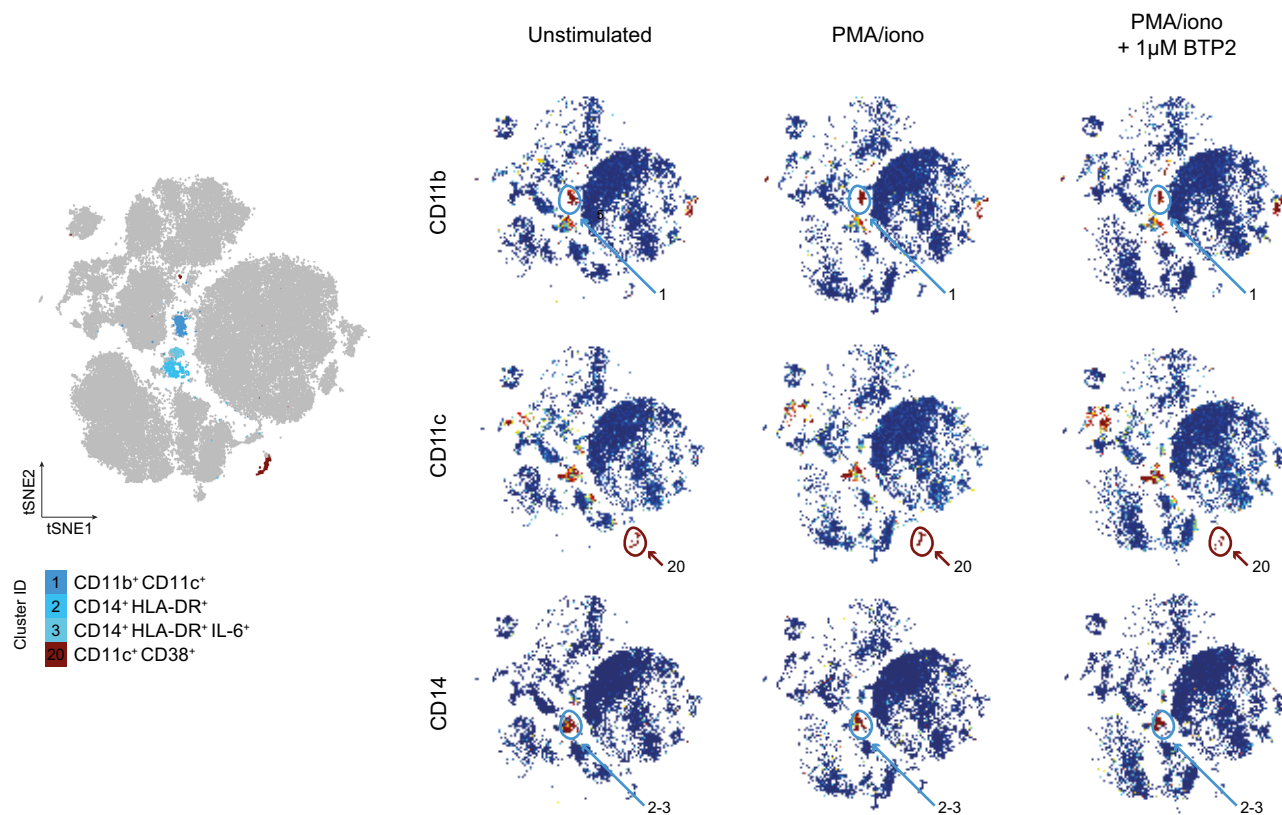 Unstimulated
PMA/iono
PMA/iono
+ 1µM BTP2
CD11b
1
1
1
CD11c
20
20
20
CD14
2-3
2-3
2-3
tSNE2
tSNE1
Cluster ID
1 CD11b⁺ CD11c⁺
2 CD14⁺ HLA-DR⁺
3 CD14⁺ HLA-DR⁺ IL-6⁺
20 CD11c⁺ CD38⁺